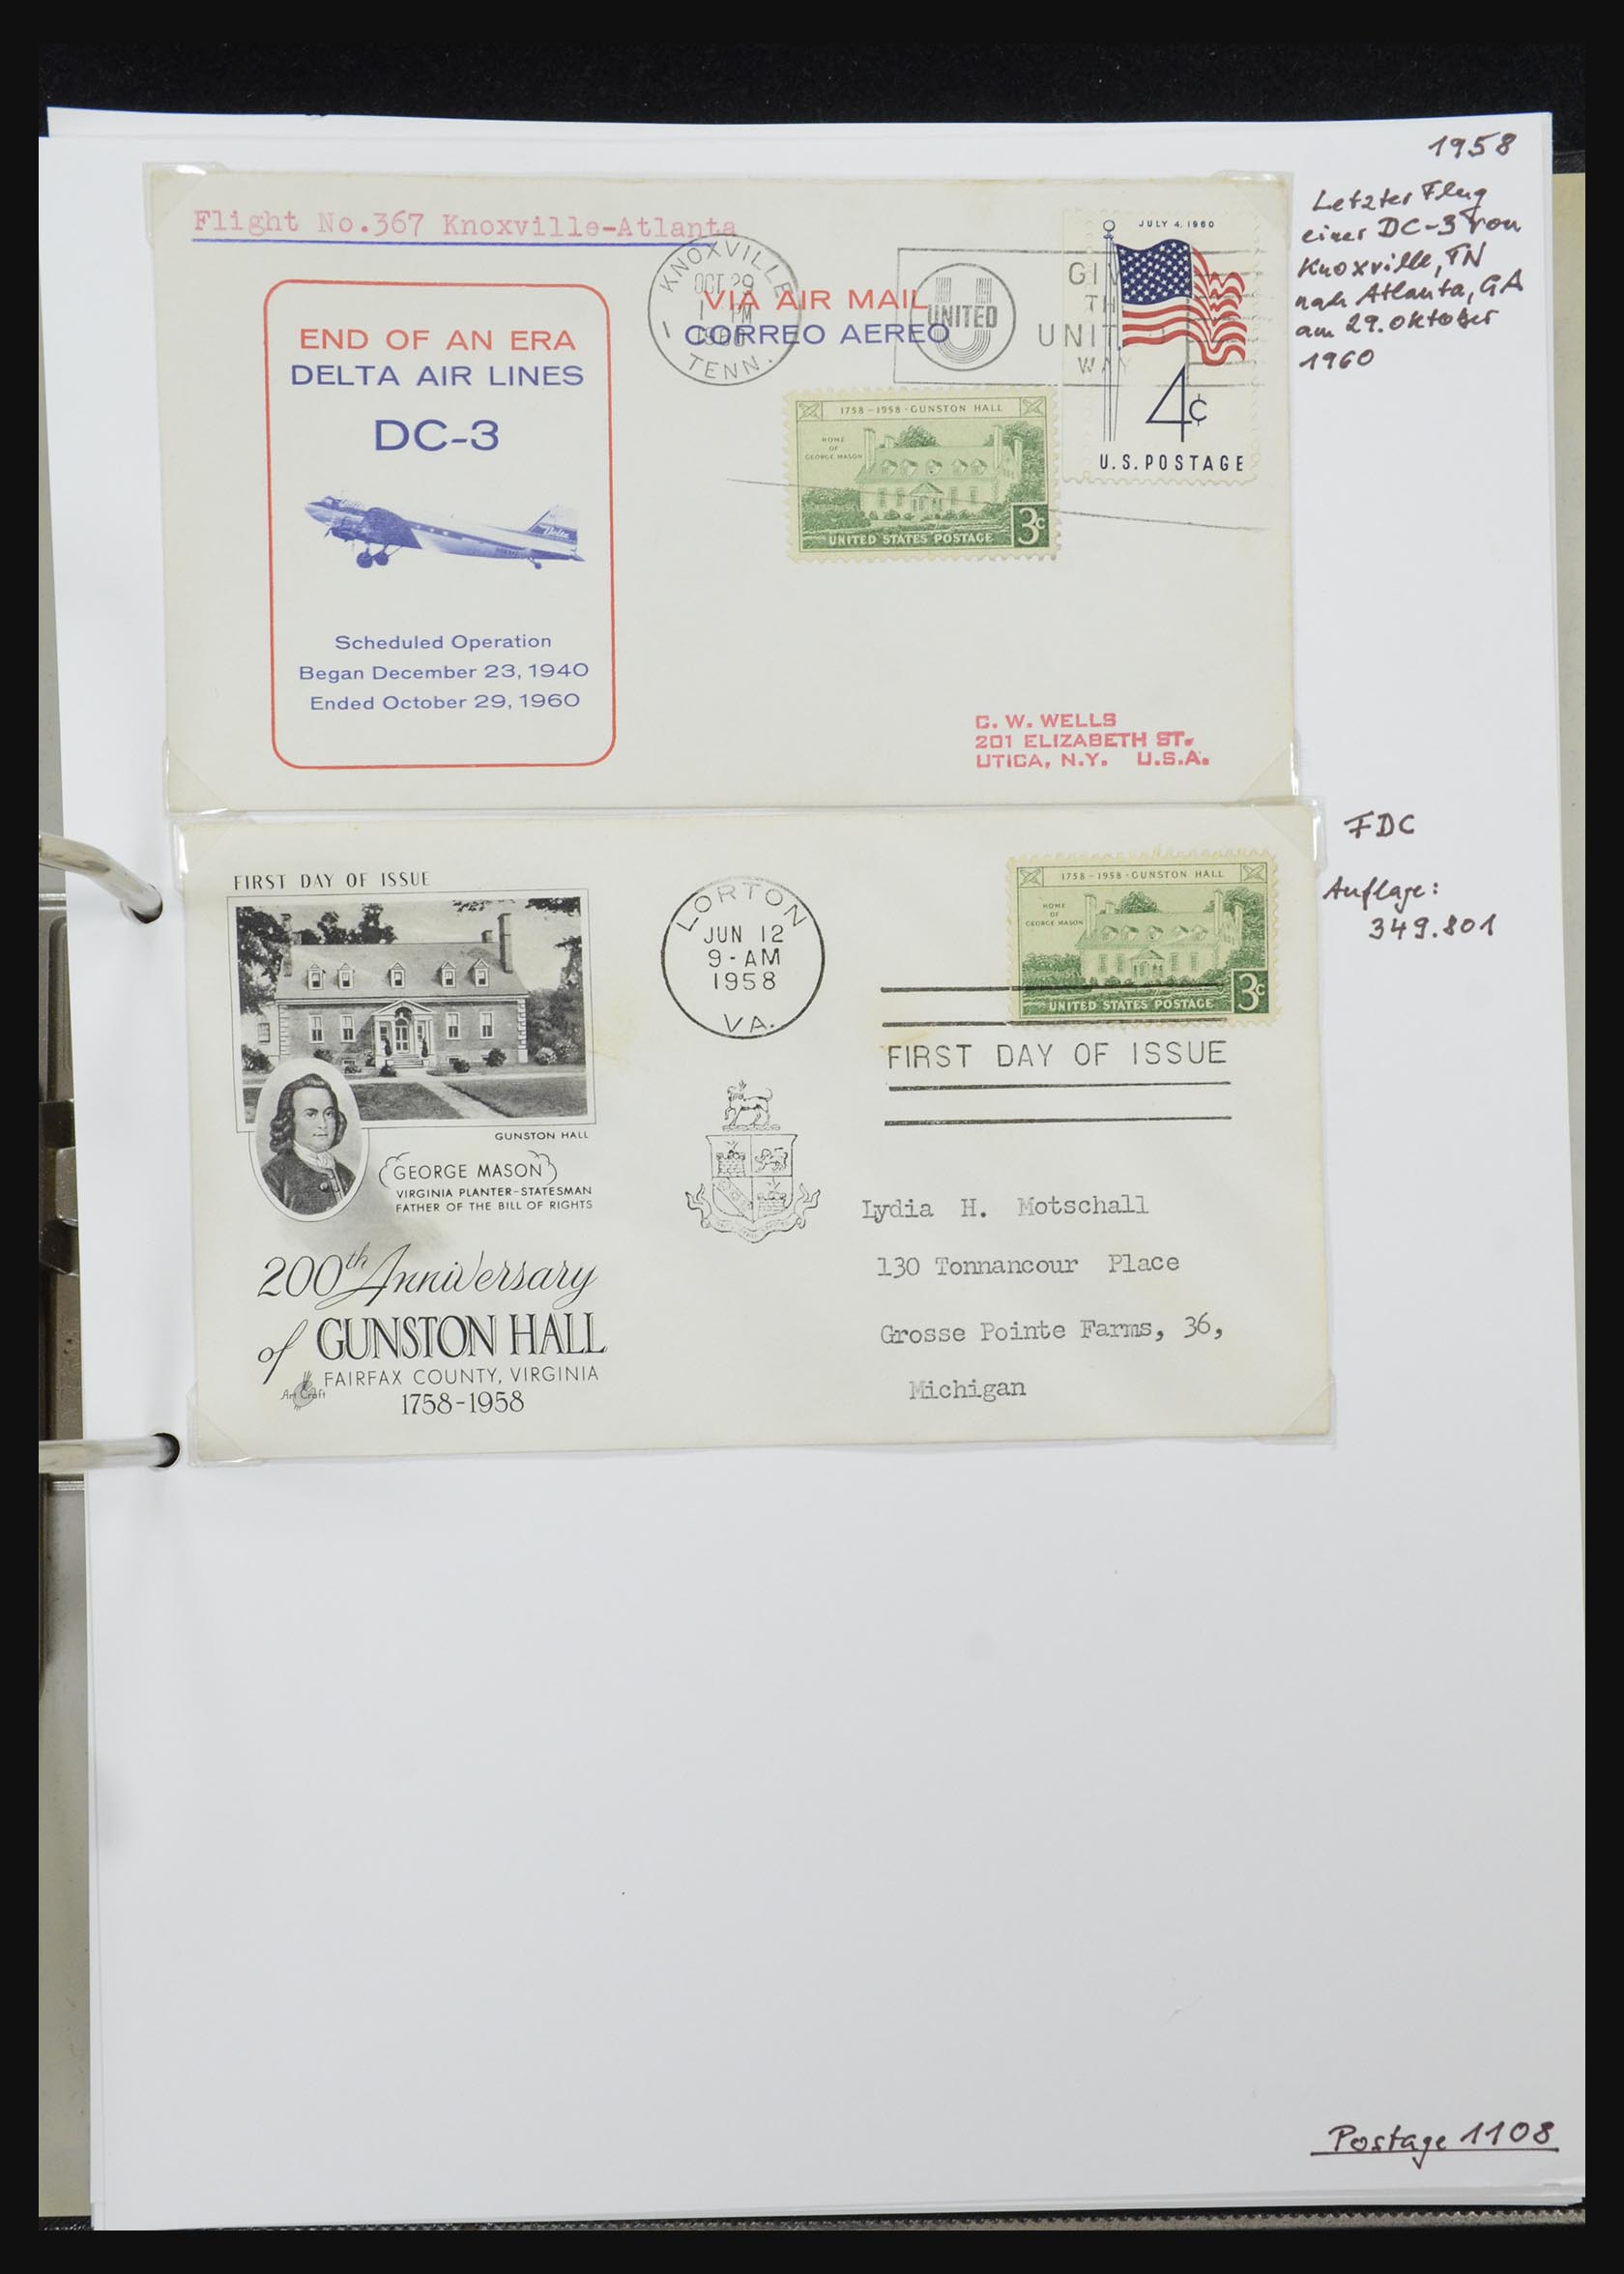 1958
Letzter Flug
einer DC-3 von
Knoxville, TN
nach Atlanta, GA
am 29. Oktober
1960
Flight No.367 Knoxville-Atlanta
END OF AN ERA
DELTA AIR LINES
DC-3
Delta
Scheduled Operation
Began December 23, 1940
Ended October 29, 1960
KNOXVILLE
OCT 29
PM
1960
TENN.
VIA AIR MAIL
CORREO AEREO
UNITED
GI
TH
UNIT
WAY
JULY 4, 1960
4¢
U.S. POSTAGE
1758-1958·GUNSTON HALL
HOME
OF
GEORGE MASON
3¢
UNITED STATES POSTAGE
C. W. WELLS
201 ELIZABETH ST.
UTICA, N.Y. U.S.A.
FDC
Auflage:
349.801
FIRST DAY OF ISSUE
GUNSTON HALL
GEORGE MASON
VIRGINIA PLANTER-STATESMAN
FATHER OF THE BILL OF RIGHTS
200th Anniversary
of GUNSTON HALL
FAIRFAX COUNTY, VIRGINIA
Art Craft
1758-1958
LORTON
JUN 12
9-AM
1958
VA.
1758-1958·GUNSTON HALL
HOME
OF
GEORGE MASON
3¢
UNITED STATES POSTAGE
FIRST DAY OF ISSUE
Lydia H. Motschall
130 Tonnancour Place
Grosse Pointe Farms, 36,
Michigan
Postage 1108